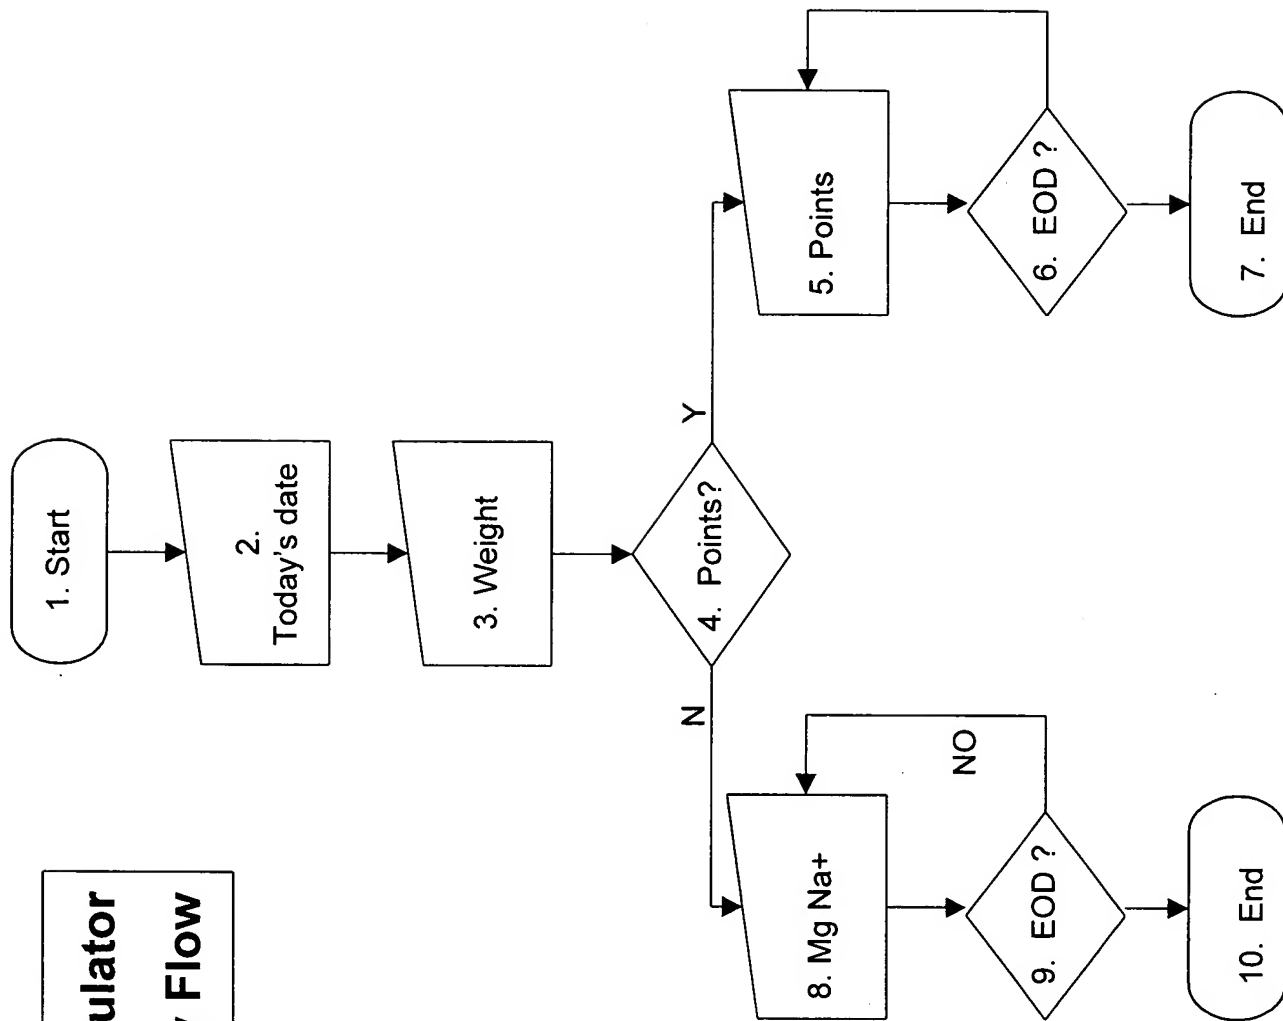 ulator
Flow
1. Start
2.
Today's date
3. Weight
4. Points?
Y
N
5. Points
6. EOD ?
7. End
8. Mg Na+
NO
9. EOD ?
10. End